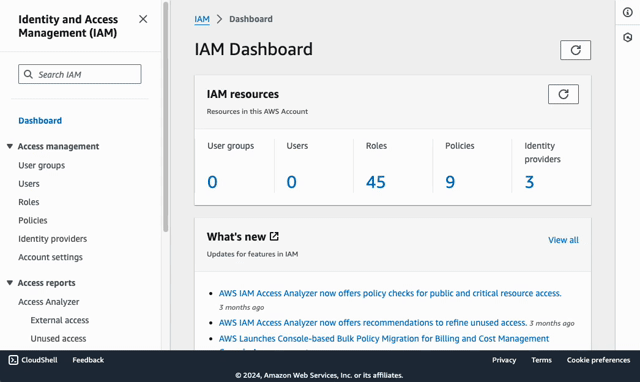 Identity and Access
Management (IAM)
Search IAM
Dashboard
Access management
User groups
Users
Roles
Policies
Identity providers
Account settings
Access reports
Access Analyzer
External access
Unused access
IAM > Dashboard
IAM Dashboard
IAM resources
Resources in this AWS Account
User groups
0
Users
0
Roles
45
Policies
9
Identity
providers
3
What's new
Updates for features in IAM
View all
AWS IAM Access Analyzer now offers policy checks for public and critical resource access.
3 months ago
AWS IAM Access Analyzer now offers recommendations to refine unused access. 3 months ago
AWS Launches Console-based Bulk Policy Migration for Billing and Cost Management
CloudShell Feedback Privacy Terms Cookie preferences
© 2024, Amazon Web Services, Inc. or its affiliates.